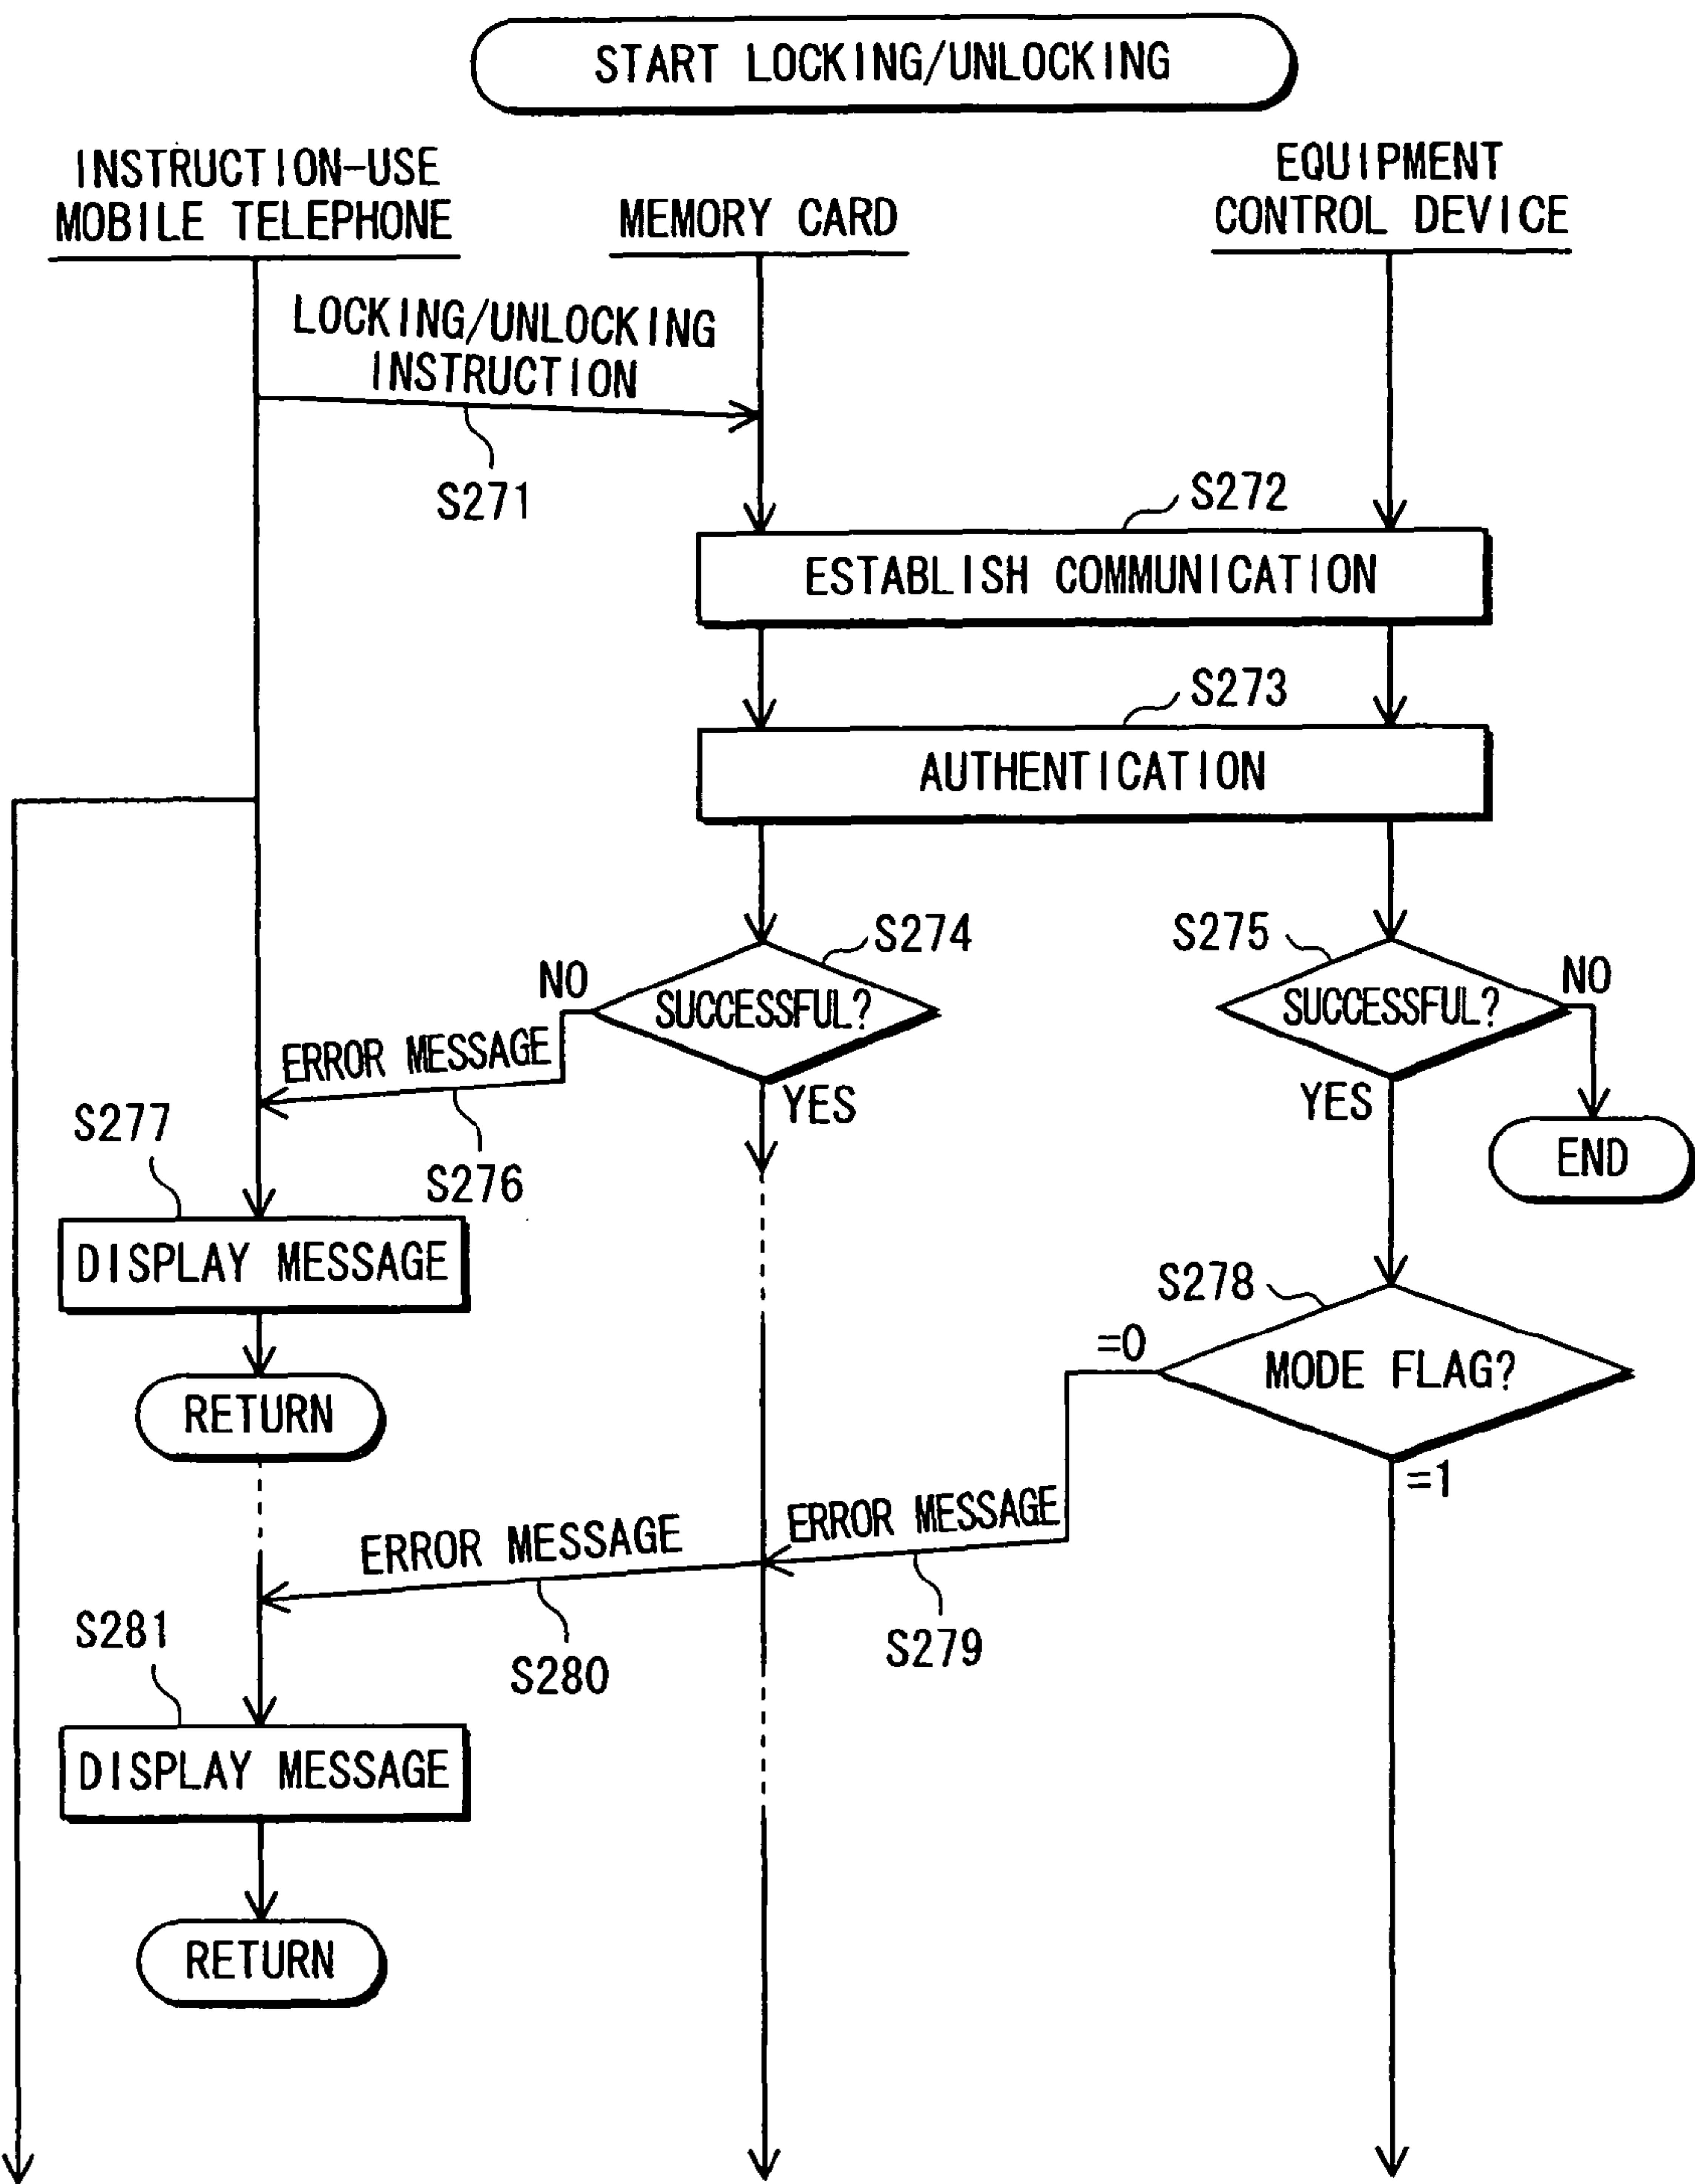 START LOCKING/UNLOCKING
INSTRUCTION-USE
MOBILE TELEPHONE
MEMORY CARD
EQUIPMENT
CONTROL DEVICE
LOCKING/UNLOCKING
INSTRUCTION
S271
S272
ESTABLISH COMMUNICATION
S273
AUTHENTICATION
S274
NO
SUCCESSFUL?
YES
S275
SUCCESSFUL?
NO
YES
END
ERROR MESSAGE
S276
S277
DISPLAY MESSAGE
RETURN
S278
=0
MODE FLAG?
=1
ERROR MESSAGE
S279
ERROR MESSAGE
S280
S281
DISPLAY MESSAGE
RETURN